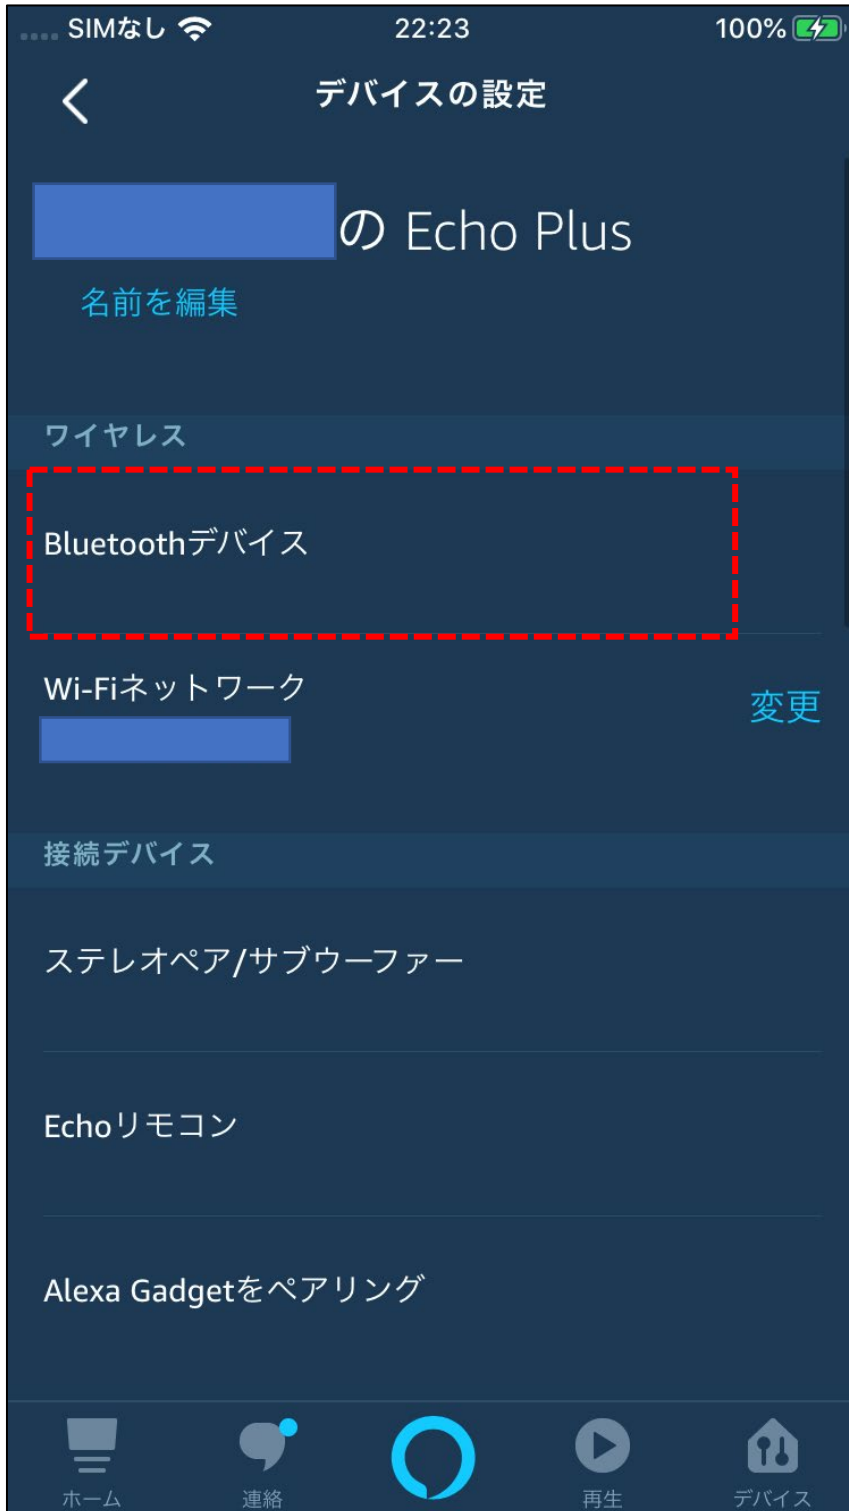 SIMなし 22:23 100%
デバイスの設定
の Echo Plus
名前を編集
ワイヤレス
Bluetoothデバイス
Wi-Fiネットワーク
変更
接続デバイス
ステレオペア/サブウーファー
Echoリモコン
Alexa Gadgetをペアリング
ホーム 連絡 再生 デバイス